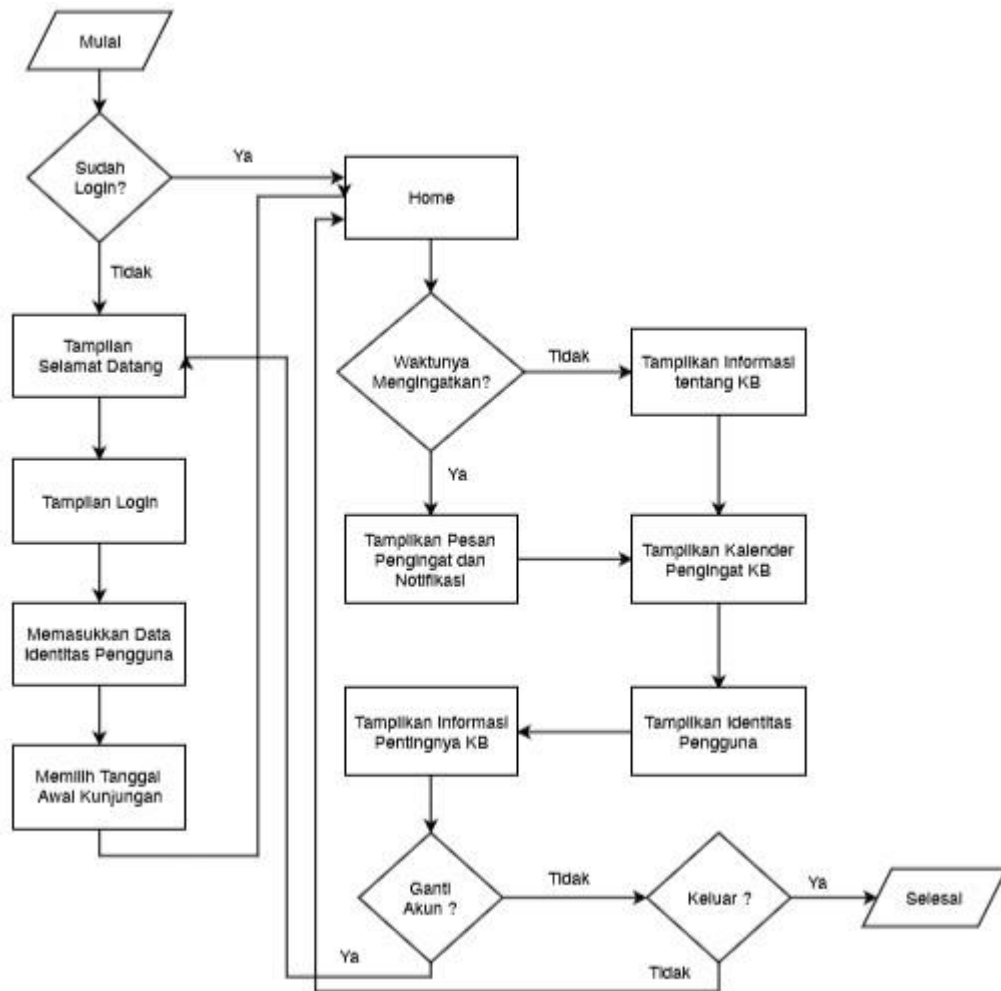 Mulai
Sudah
Login?
Ya
Tidak
Home
Tampilan
Selamat Datang
Waktunya
Mengingatkan?
Tidak
Tampilkan Informasi
tentang KB
Ya
Tampilan Login
Tampilkan Pesan
Pengingat dan
Notifikasi
Tampilkan Kalender
Pengingat KB
Memasukkan Data
Identitas Pengguna
Tampilkan Informasi
Pentingnya KB
Tampilkan Identitas
Pengguna
Memilih Tanggal
Awal Kunjungan
Ganti
Akun ?
Tidak
Keluar ?
Ya
Selesai
Ya
Tidak